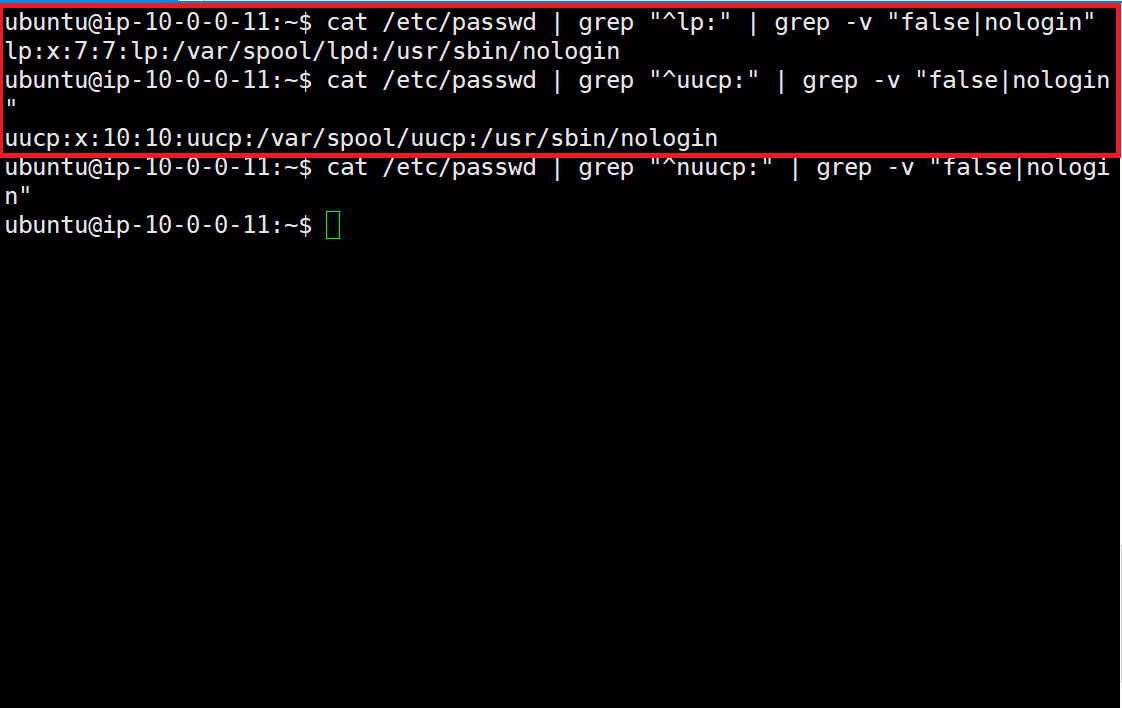 ubuntu@ip-10-0-0-11:~$ cat /etc/passwd | grep "^lp:" | grep -v "false|nologin"
lp:x:7:7:lp:/var/spool/lpd:/usr/sbin/nologin
ubuntu@ip-10-0-0-11:~$ cat /etc/passwd | grep "^uucp:" | grep -v "false|nologin
"
uucp:x:10:10:uucp:/var/spool/uucp:/usr/sbin/nologin
ubuntu@ip-10-0-0-11:~$ cat /etc/passwd | grep "^nuucp:" | grep -v "false|nologi
n"
ubuntu@ip-10-0-0-11:~$